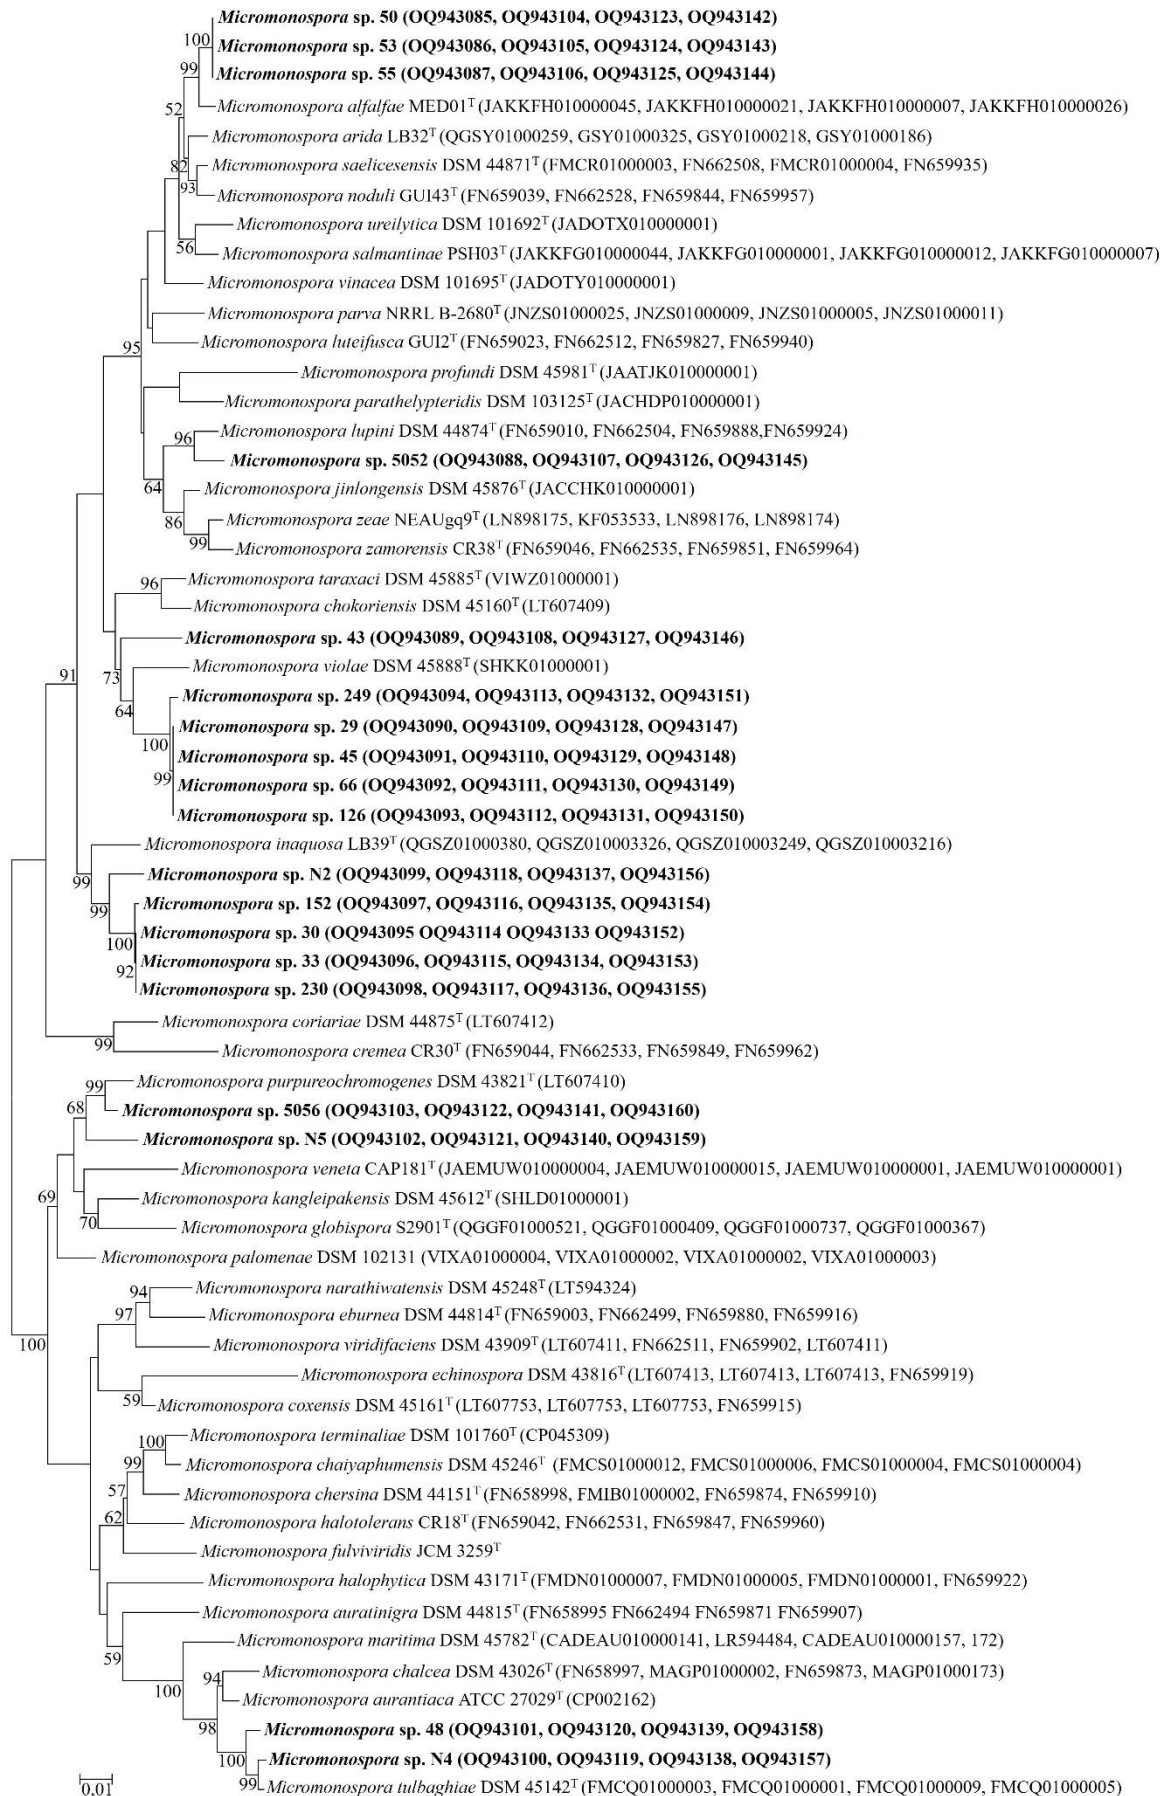 Micromonospora sp. 50 (OQ943085, OQ943104, OQ943123, OQ943142)
100
Micromonospora sp. 53 (OQ943086, OQ943105, OQ943124, OQ943143)
99
Micromonospora sp. 55 (OQ943087, OQ943106, OQ943125, OQ943144)
52
Micromonospora alfalfae MED01ᵀ (JAKKFH010000045, JAKKFH010000021, JAKKFH010000007, JAKKFH010000026)
Micromonospora arida LB32ᵀ (QGSY01000259, GSY01000325, GSY01000218, GSY01000186)
82
Micromonospora saelicesensis DSM 44871ᵀ (FMCR01000003, FN662508, FMCR01000004, FN659935)
93
Micromonospora noduli GUI43ᵀ (FN659039, FN662528, FN659844, FN659957)
Micromonospora ureilytica DSM 101692ᵀ (JADOTX010000001)
56
Micromonospora salmantinae PSH03ᵀ (JAKKFG010000044, JAKKFG010000001, JAKKFG010000012, JAKKFG010000007)
Micromonospora vinacea DSM 101695ᵀ (JADOTY010000001)
Micromonospora parva NRRL B-2680ᵀ (JNZS01000025, JNZS01000009, JNZS01000005, JNZS01000011)
95
Micromonospora luteifusca GUI2ᵀ (FN659023, FN662512, FN659827, FN659940)
Micromonospora profundi DSM 45981ᵀ (JAATJK010000001)
Micromonospora parathelypteridis DSM 103125ᵀ (JACHDP010000001)
Micromonospora lupini DSM 44874ᵀ (FN659010, FN662504, FN659888,FN659924)
96
Micromonospora sp. 5052 (OQ943088, OQ943107, OQ943126, OQ943145)
64
Micromonospora jinlongensis DSM 45876ᵀ (JACCHK010000001)
86
Micromonospora zeae NEAUgq9ᵀ (LN898175, KF053533, LN898176, LN898174)
99
Micromonospora zamorensis CR38ᵀ (FN659046, FN662535, FN659851, FN659964)
96
Micromonospora taraxaci DSM 45885ᵀ (VIWZ01000001)
Micromonospora chokoriensis DSM 45160ᵀ (LT607409)
Micromonospora sp. 43 (OQ943089, OQ943108, OQ943127, OQ943146)
91
73
Micromonospora violae DSM 45888ᵀ (SHKK01000001)
Micromonospora sp. 249 (OQ943094, OQ943113, OQ943132, OQ943151)
64
Micromonospora sp. 29 (OQ943090, OQ943109, OQ943128, OQ943147)
100
Micromonospora sp. 45 (OQ943091, OQ943110, OQ943129, OQ943148)
99
Micromonospora sp. 66 (OQ943092, OQ943111, OQ943130, OQ943149)
Micromonospora sp. 126 (OQ943093, OQ943112, OQ943131, OQ943150)
Micromonospora inaquosa LB39ᵀ (QGSZ01000380, QGSZ010003326, QGSZ010003249, QGSZ010003216)
99
Micromonospora sp. N2 (OQ943099, OQ943118, OQ943137, OQ943156)
99
Micromonospora sp. 152 (OQ943097, OQ943116, OQ943135, OQ943154)
Micromonospora sp. 30 (OQ943095 OQ943114 OQ943133 OQ943152)
100
Micromonospora sp. 33 (OQ943096, OQ943115, OQ943134, OQ943153)
92
Micromonospora sp. 230 (OQ943098, OQ943117, OQ943136, OQ943155)
Micromonospora coriariae DSM 44875ᵀ (LT607412)
99
Micromonospora cremea CR30ᵀ (FN659044, FN662533, FN659849, FN659962)
99
Micromonospora purpureochromogenes DSM 43821ᵀ (LT607410)
68
Micromonospora sp. 5056 (OQ943103, OQ943122, OQ943141, OQ943160)
Micromonospora sp. N5 (OQ943102, OQ943121, OQ943140, OQ943159)
Micromonospora veneta CAP181ᵀ (JAEMUW010000004, JAEMUW010000015, JAEMUW010000001, JAEMUW010000001)
69
Micromonospora kangleipakensis DSM 45612ᵀ (SHLD01000001)
70
Micromonospora globispora S2901ᵀ (QGGF01000521, QGGF01000409, QGGF01000737, QGGF01000367)
Micromonospora palomenae DSM 102131 (VIXA01000004, VIXA01000002, VIXA01000002, VIXA01000003)
94
Micromonospora narathiwatensis DSM 45248ᵀ (LT594324)
97
Micromonospora eburnea DSM 44814ᵀ (FN659003, FN662499, FN659880, FN659916)
100
Micromonospora viridifaciens DSM 43909ᵀ (LT607411, FN662511, FN659902, LT607411)
Micromonospora echinospora DSM 43816ᵀ (LT607413, LT607413, LT607413, FN659919)
59
Micromonospora coxensis DSM 45161ᵀ (LT607753, LT607753, LT607753, FN659915)
100
Micromonospora terminaliae DSM 101760ᵀ (CP045309)
99
Micromonospora chaiyaphumensis DSM 45246ᵀ (FMCS01000012, FMCS01000006, FMCS01000004, FMCS01000004)
57
Micromonospora chersina DSM 44151ᵀ (FN658998, FMIB01000002, FN659874, FN659910)
62
Micromonospora halotolerans CR18ᵀ (FN659042, FN662531, FN659847, FN659960)
Micromonospora fulviviridis JCM 3259ᵀ
Micromonospora halophytica DSM 43171ᵀ (FMDN01000007, FMDN01000005, FMDN01000001, FN659922)
Micromonospora auratinigra DSM 44815ᵀ (FN658995 FN662494 FN659871 FN659907)
59
Micromonospora maritima DSM 45782ᵀ (CADEAU010000141, LR594484, CADEAU010000157, 172)
94
Micromonospora chalcea DSM 43026ᵀ (FN658997, MAGP01000002, FN659873, MAGP01000173)
100
Micromonospora aurantiaca ATCC 27029ᵀ (CP002162)
98
Micromonospora sp. 48 (OQ943101, OQ943120, OQ943139, OQ943158)
100
Micromonospora sp. N4 (OQ943100, OQ943119, OQ943138, OQ943157)
99
Micromonospora tulbaghiae DSM 45142ᵀ (FMCQ01000003, FMCQ01000001, FMCQ01000009, FMCQ01000005)
0.01